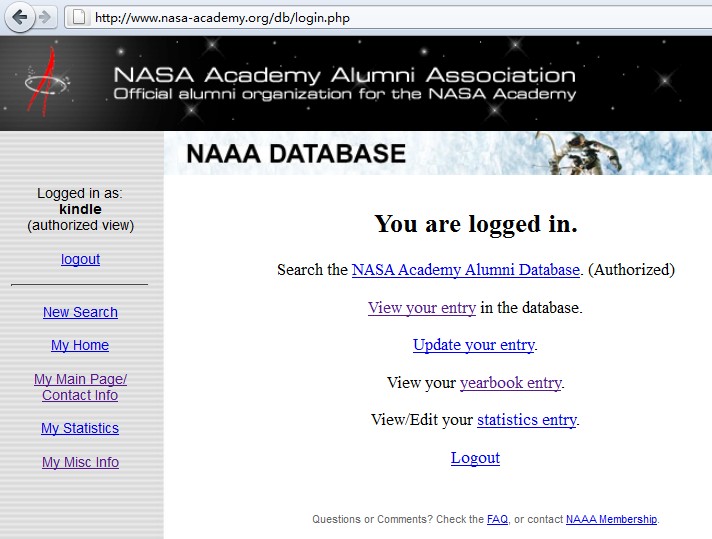 http://www.nasa-academy.org/db/login.php
NASA Academy Alumni Association
Official alumni organization for the NASA Academy
NAAA DATABASE
Logged in as:
kindle
(authorized view)
logout
New Search
My Home
My Main Page/
Contact Info
My Statistics
My Misc Info
You are logged in.
Search the NASA Academy Alumni Database. (Authorized)
View your entry in the database.
Update your entry.
View your yearbook entry.
View/Edit your statistics entry.
Logout
Questions or Comments? Check the FAQ, or contact NAAA Membership.